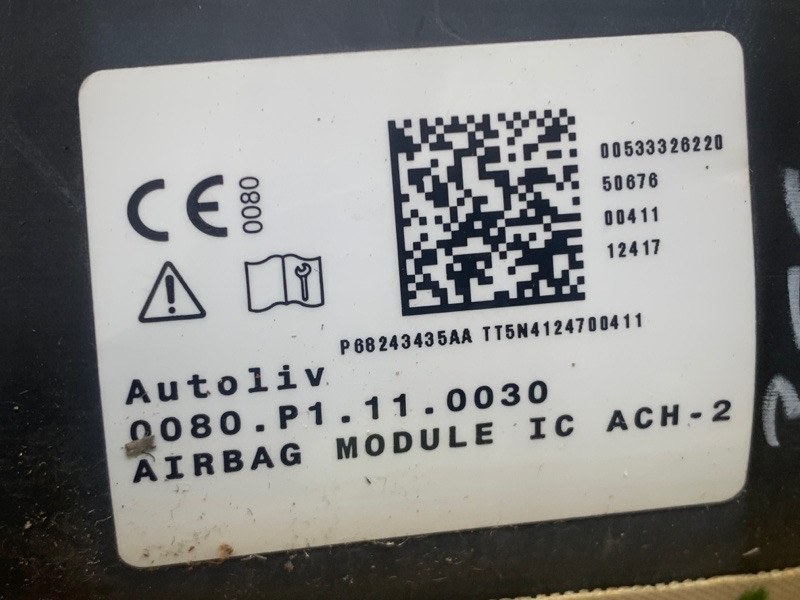 CE 0080
00533326220
50676
00411
12417
P68243435AA TT5N4124700411
Autoliv
0080.P1.11.0030
AIRBAG MODULE IC ACH-2